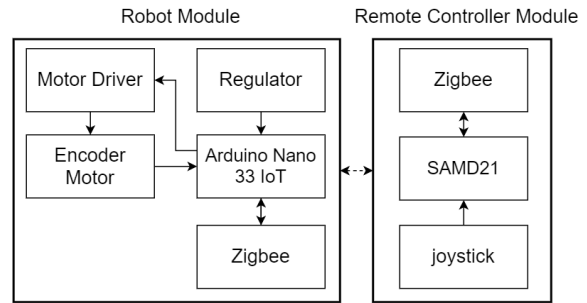 Robot Module
Remote Controller Module
Motor Driver
Regulator
Zigbee
Encoder
Motor
Arduino Nano
33 IoT
SAMD21
Zigbee
joystick